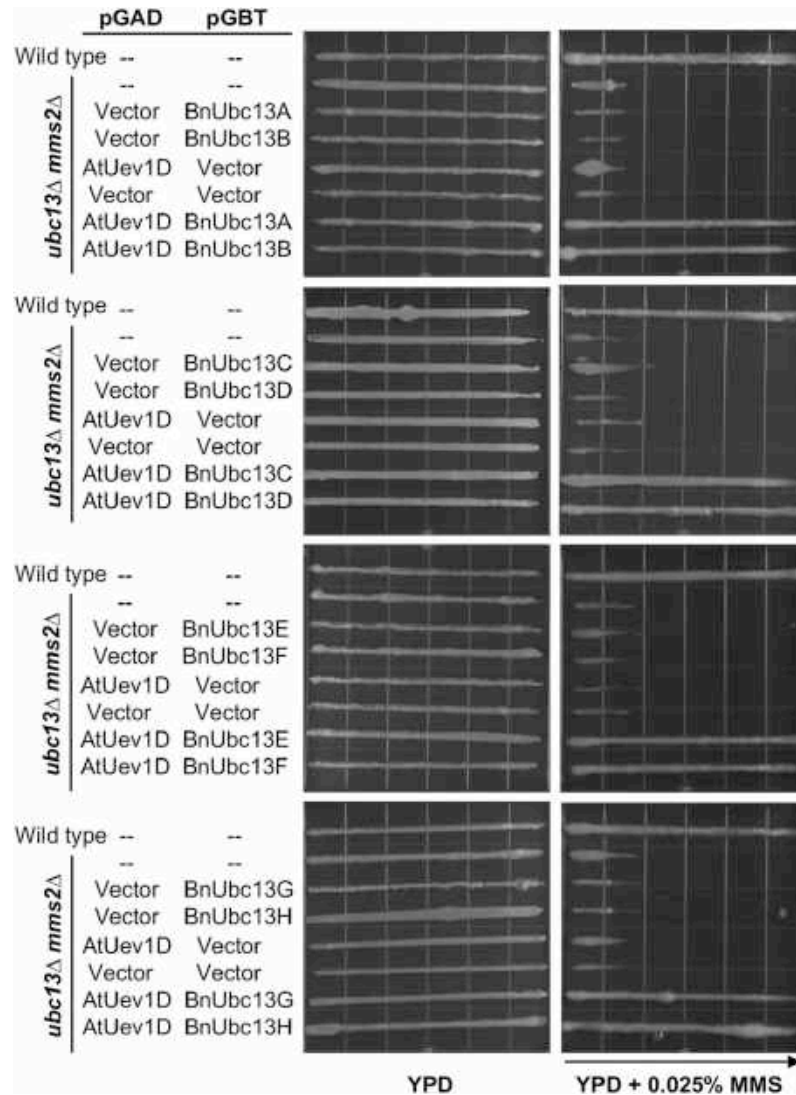 pGAD pGBT
Wild type -- --
ubc13Δ mms2Δ
-- --
Vector BnUbc13A
Vector BnUbc13B
AtUev1D Vector
Vector Vector
AtUev1D BnUbc13A
AtUev1D BnUbc13B
Wild type -- --
ubc13Δ mms2Δ
-- --
Vector BnUbc13C
Vector BnUbc13D
AtUev1D Vector
Vector Vector
AtUev1D BnUbc13C
AtUev1D BnUbc13D
Wild type -- --
ubc13Δ mms2Δ
-- --
Vector BnUbc13E
Vector BnUbc13F
AtUev1D Vector
Vector Vector
AtUev1D BnUbc13E
AtUev1D BnUbc13F
Wild type -- --
ubc13Δ mms2Δ
-- --
Vector BnUbc13G
Vector BnUbc13H
AtUev1D Vector
Vector Vector
AtUev1D BnUbc13G
AtUev1D BnUbc13H
YPD YPD + 0.025% MMS